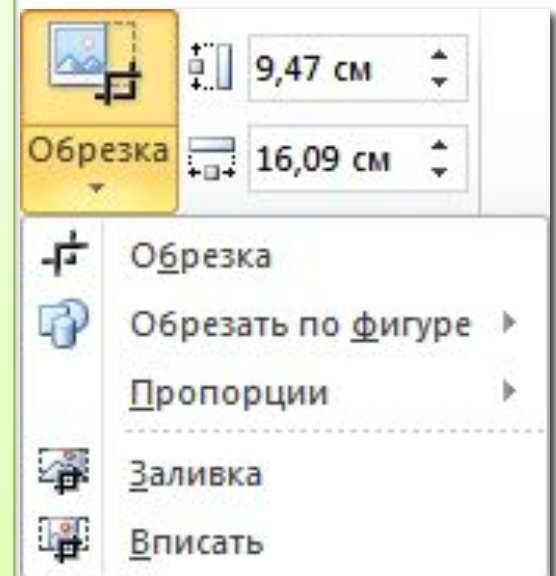 9,47 см
Обрезка
16,09 см
Обрезка
Обрезать по фигуре
Пропорции
Заливка
Вписать